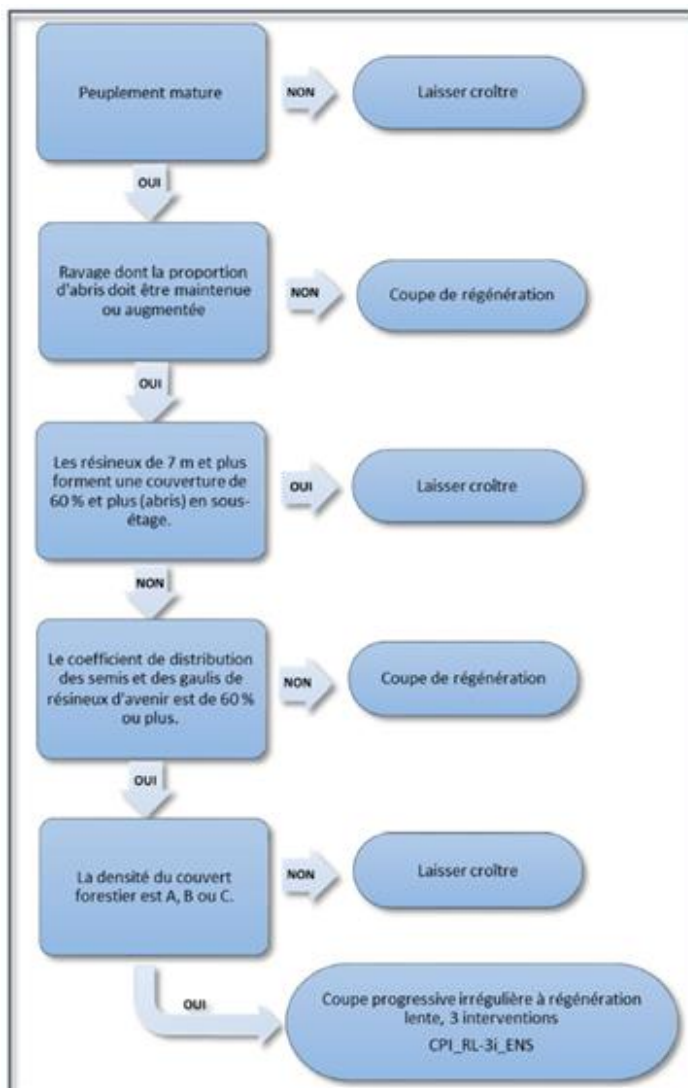 Peuplement mature
NON
Laisser croître
OUI
Ravage dont la proportion
d'abris doit être maintenue
ou augmentée
NON
Coupe de régénération
OUI
Les résineux de 7 m et plus
forment une couverture de
60 % et plus (abris) en sous-
étage.
OUI
Laisser croître
NON
Le coefficient de distribution
des semis et des gaulis de
résineux d'avenir est de 60 %
ou plus.
NON
Coupe de régénération
OUI
La densité du couvert
forestier est A, B ou C.
NON
Laisser croître
OUI
Coupe progressive irrégulière à régénération
lente, 3 interventions
CPI_RL-3i_ENS